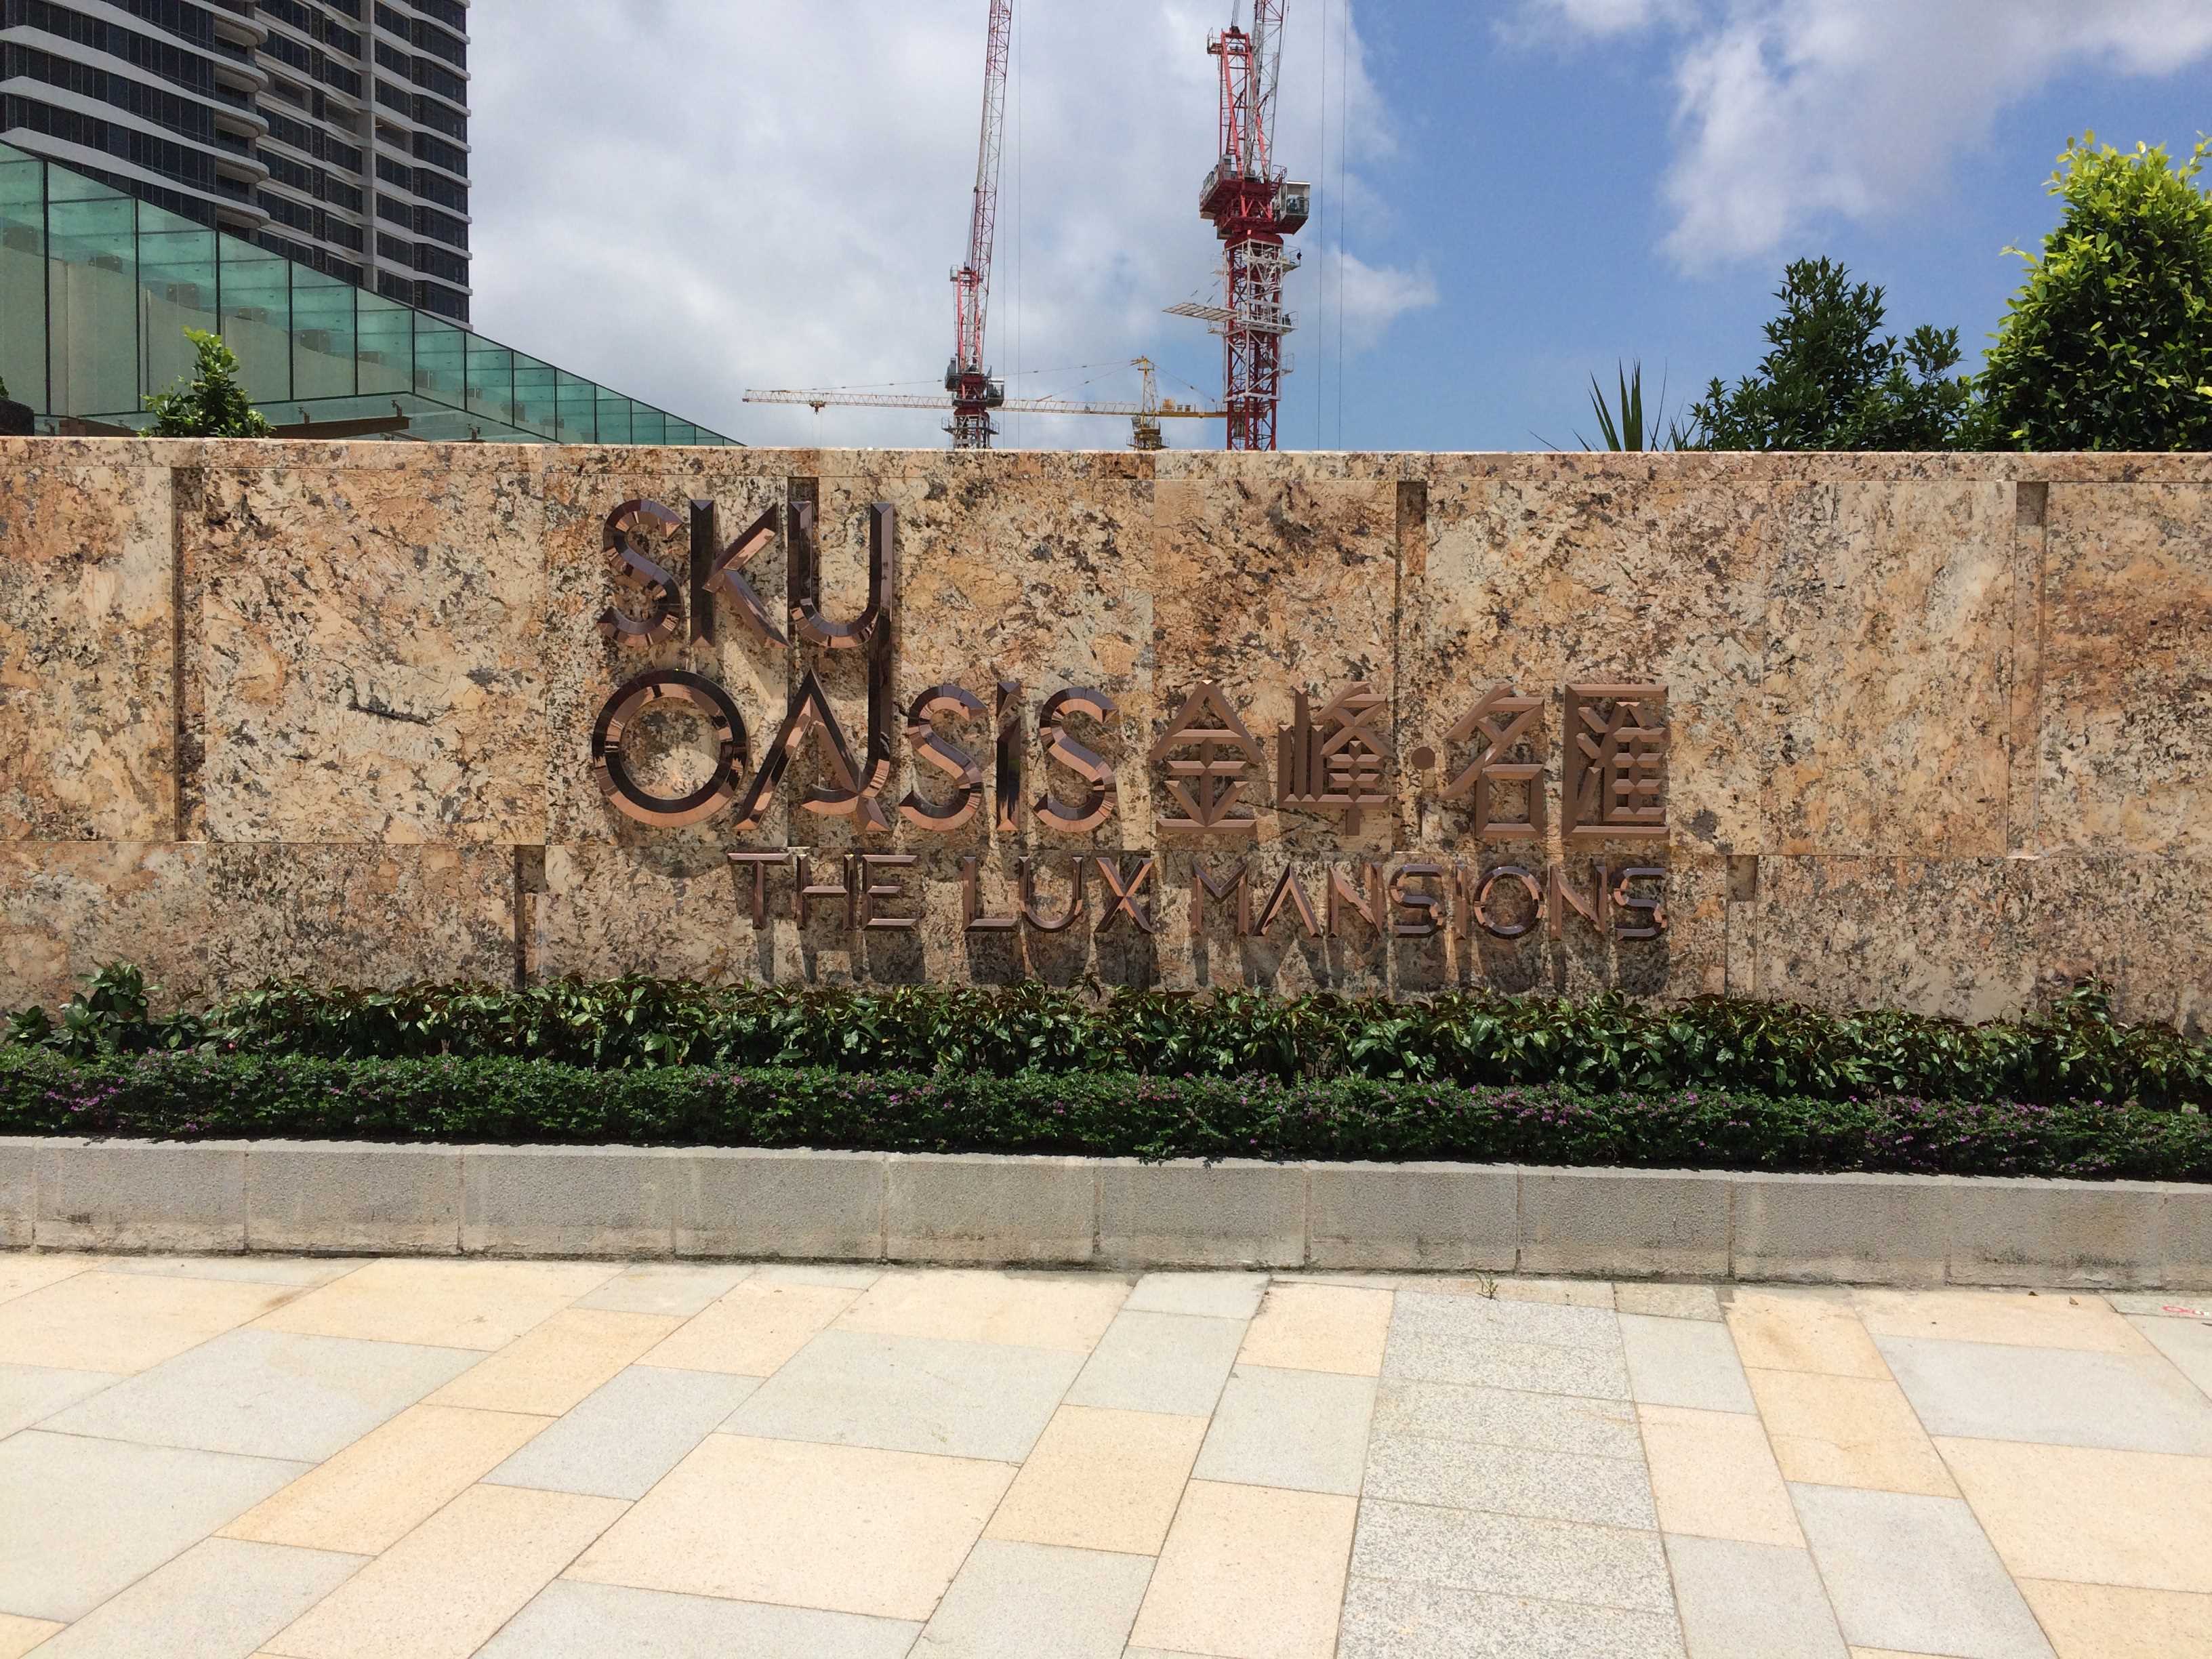 SKY
OASIS 金峰·名匯
THE LUX MANSIONS